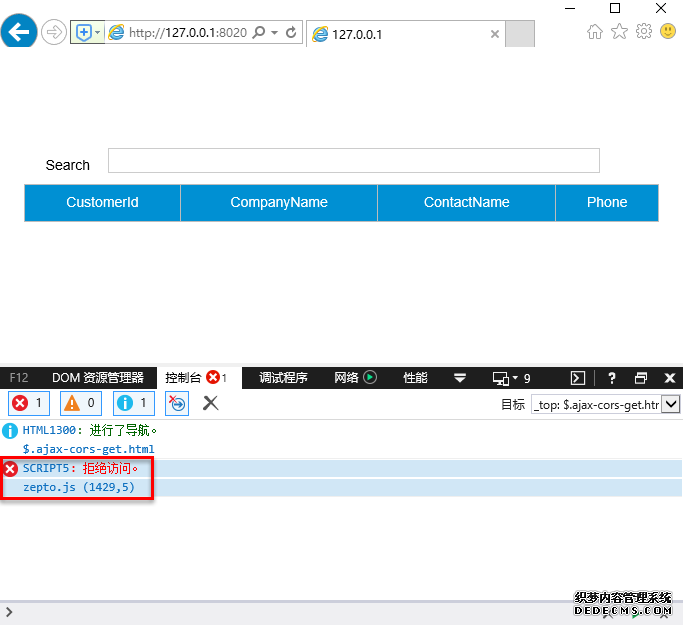 http://127.0.0.1:8020
127.0.0.1
Search
CustomerId CompanyName ContactName Phone
F12 DOM 资源管理器 控制台 1 调试程序 网络 性能 9
1 0 1 目标 _top: $.ajax-cors-get.htr
HTML1300: 进行了导航。
$.ajax-cors-get.html
SCRIPT5: 拒绝访问。
zepto.js (1429,5)
织梦内容管理系统
DEDECMS.COM